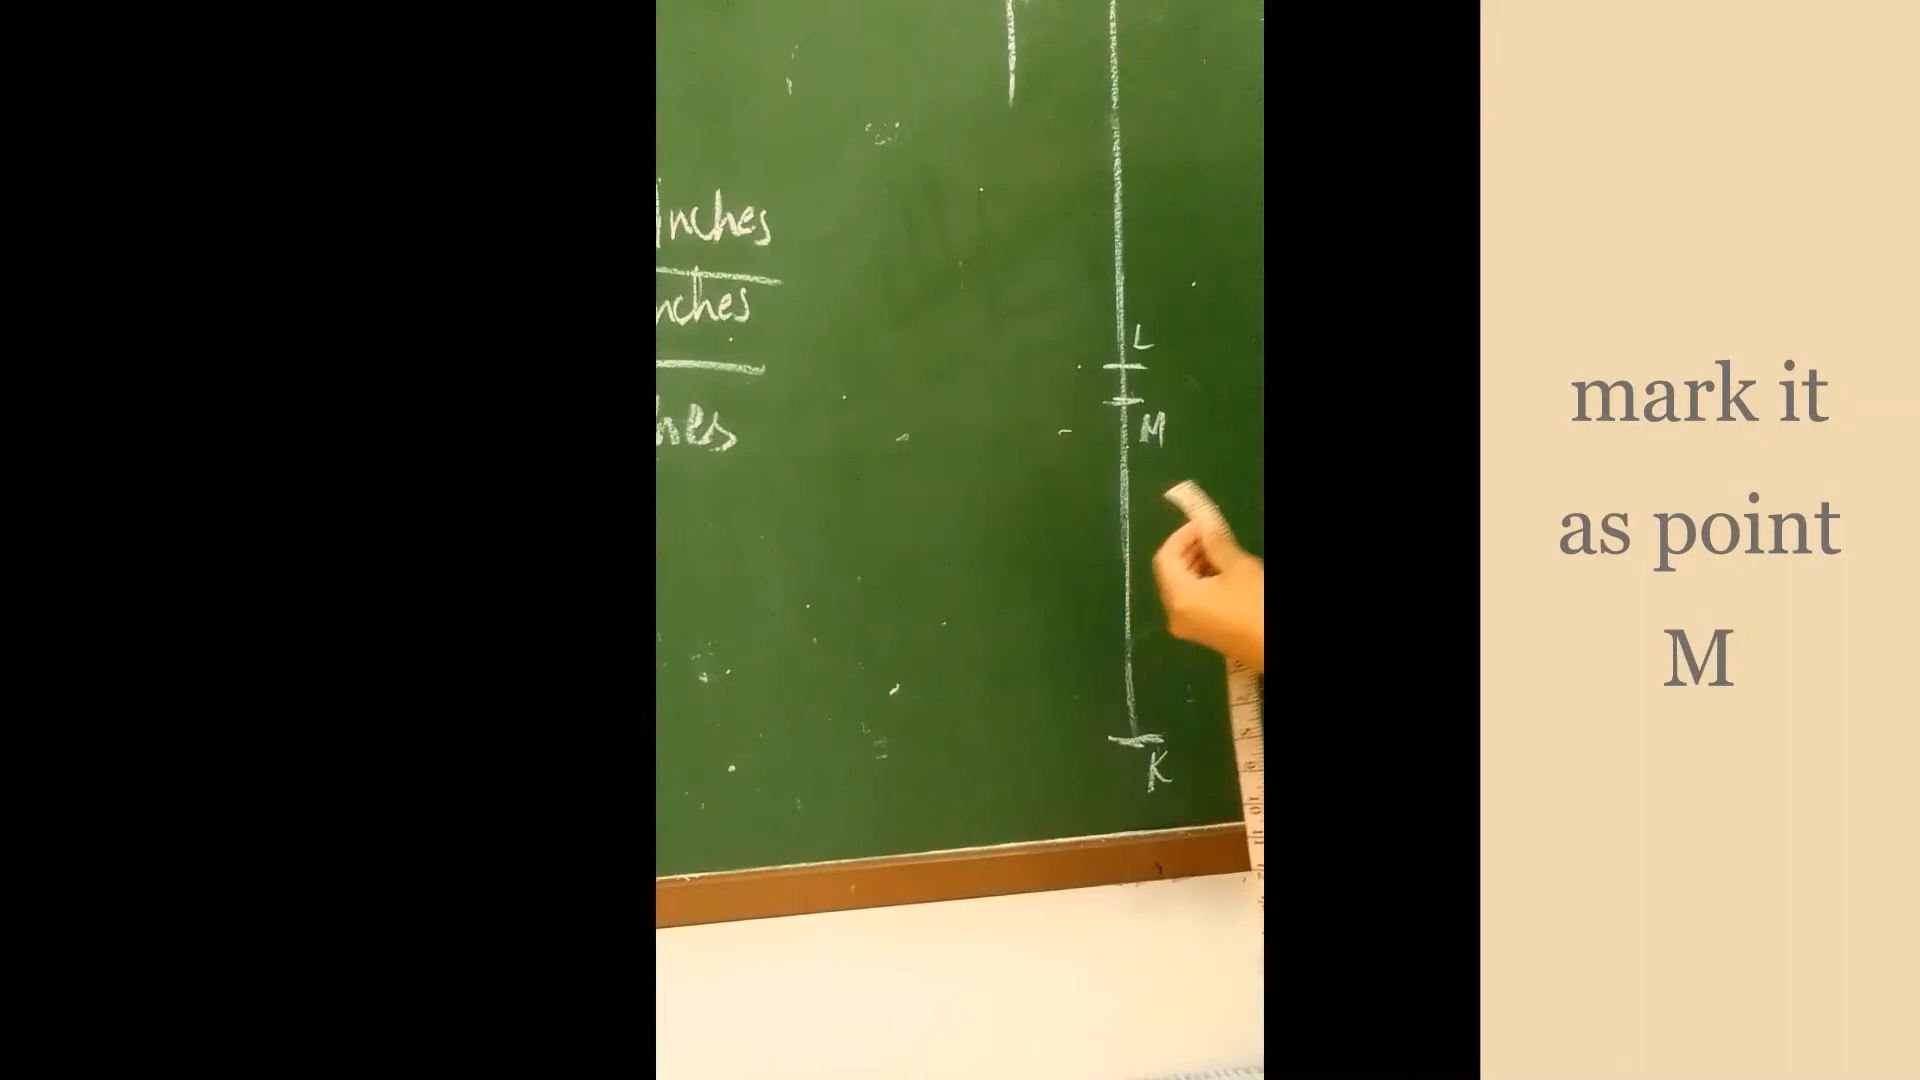 Inches
nches
hes
L
M
K
mark it
as point
M